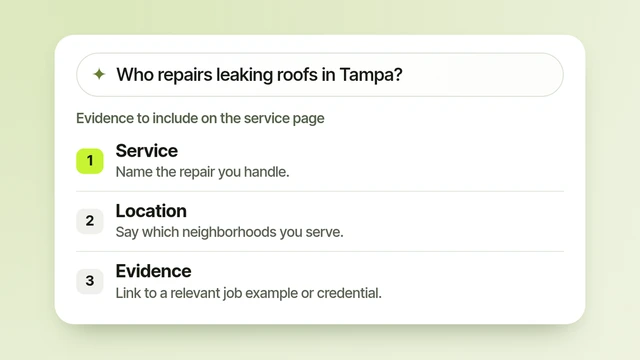 Who repairs leaking roofs in Tampa?
Evidence to include on the service page
1
Service
Name the repair you handle.
2
Location
Say which neighborhoods you serve.
3
Evidence
Link to a relevant job example or credential.